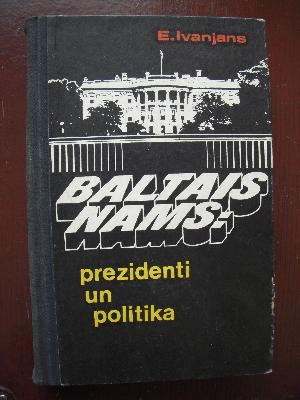 E.Ivanjans
BALTAIS
NAMS:
prezidenti
un
politika